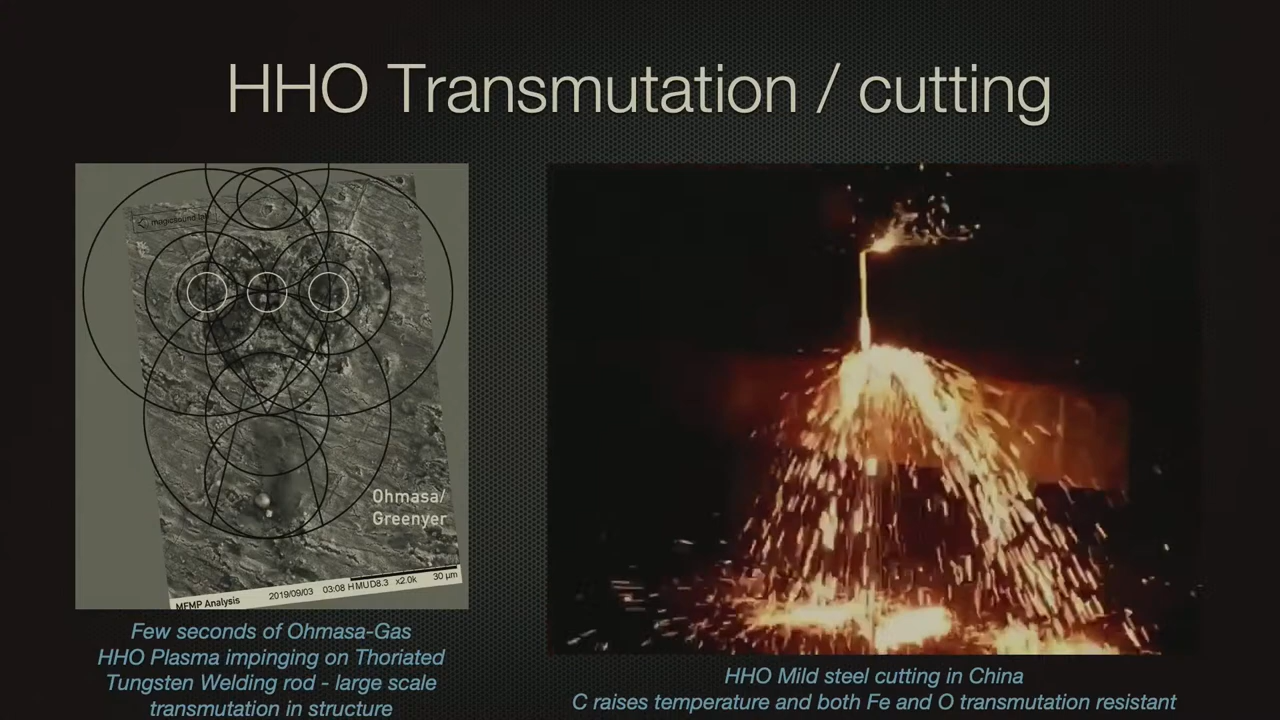 HHO Transmutation / cutting
magicsound lab
Ohmasa/
Greenyer
MFMP Analysis 2019/09/03 03:08 HMUD8.3 x2.0k 30 μm
Few seconds of Ohmasa-Gas
HHO Plasma impinging on Thoriated
Tungsten Welding rod - large scale
transmutation in structure
HHO Mild steel cutting in China
C raises temperature and both Fe and O transmutation resistant